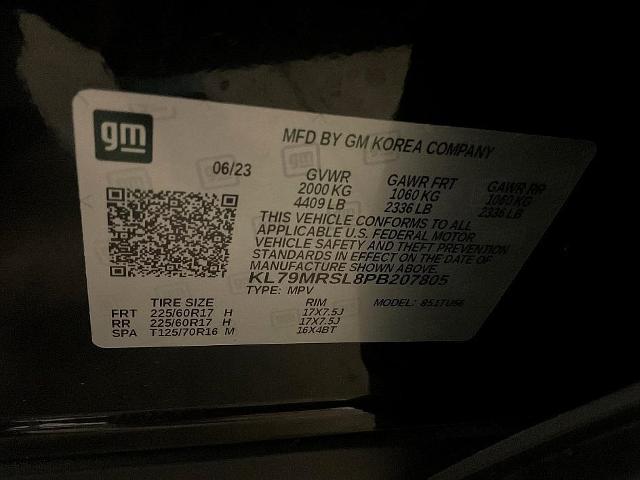 gm
MFD BY GM KOREA COMPANY
06/23
GVWR GAWR FRT GAWR RR
2000 KG 1060 KG 1060 KG
4409 LB 2336 LB 2336 LB
THIS VEHICLE CONFORMS TO ALL
APPLICABLE U.S. FEDERAL MOTOR
VEHICLE SAFETY AND THEFT PREVENTION
STANDARDS IN EFFECT ON THE DATE OF
MANUFACTURE SHOWN ABOVE.
KL79MRSL8PB207805
TYPE: MPV MODEL: 851TU56
TIRE SIZE RIM
FRT 225/60R17 H 17X7.5J
RR 225/60R17 H 17X7.5J
SPA T125/70R16 M 16X4BT